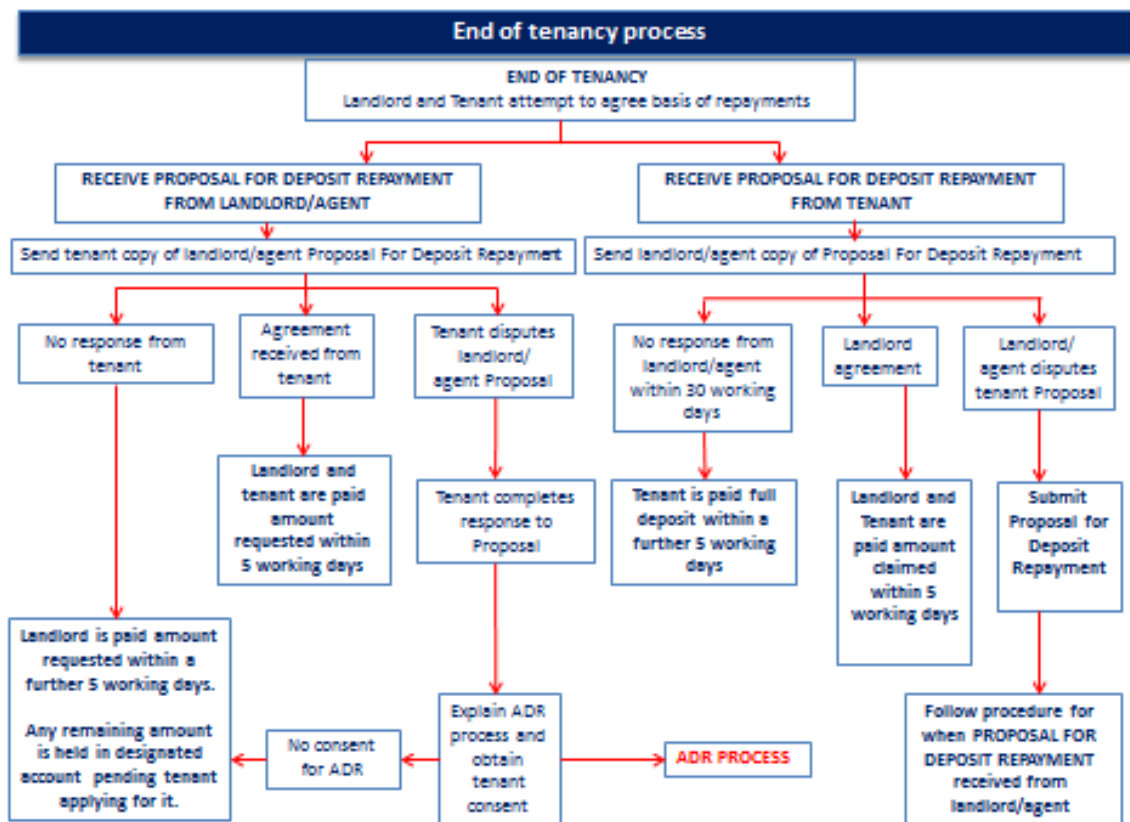 End of tenancy process
END OF TENANCY
Landlord and Tenant attempt to agree basis of repayments
RECEIVE PROPOSAL FOR DEPOSIT REPAYMENT
FROM LANDLORD/AGENT
RECEIVE PROPOSAL FOR DEPOSIT REPAYMENT
FROM TENANT
Send tenant copy of landlord/agent Proposal For Deposit Repayment
Send landlord/agent copy of Proposal For Deposit Repayment
No response from
tenant
Agreement
received from
tenant
Tenant disputes
landlord/
agent Proposal
No response from
landlord/agent
within 30 working
days
Landlord
agreement
Landlord/
agent disputes
tenant Proposal
Landlord and
tenant are paid
amount
requested within
5 working days
Tenant completes
response to
Proposal
Tenant is paid full
deposit within a
further 5 working
days
Landlord and
Tenant are
paid amount
claimed
within 5
working days
Submit
Proposal for
Deposit
Repayment
Landlord is paid amount
requested within a
further 5 working days.
Any remaining amount
is held in designated
account pending tenant
applying for it.
No consent
for ADR
Explain ADR
process and
obtain
tenant
consent
ADR PROCESS
Follow procedure for
when PROPOSAL FOR
DEPOSIT REPAYMENT
received from
landlord/agent